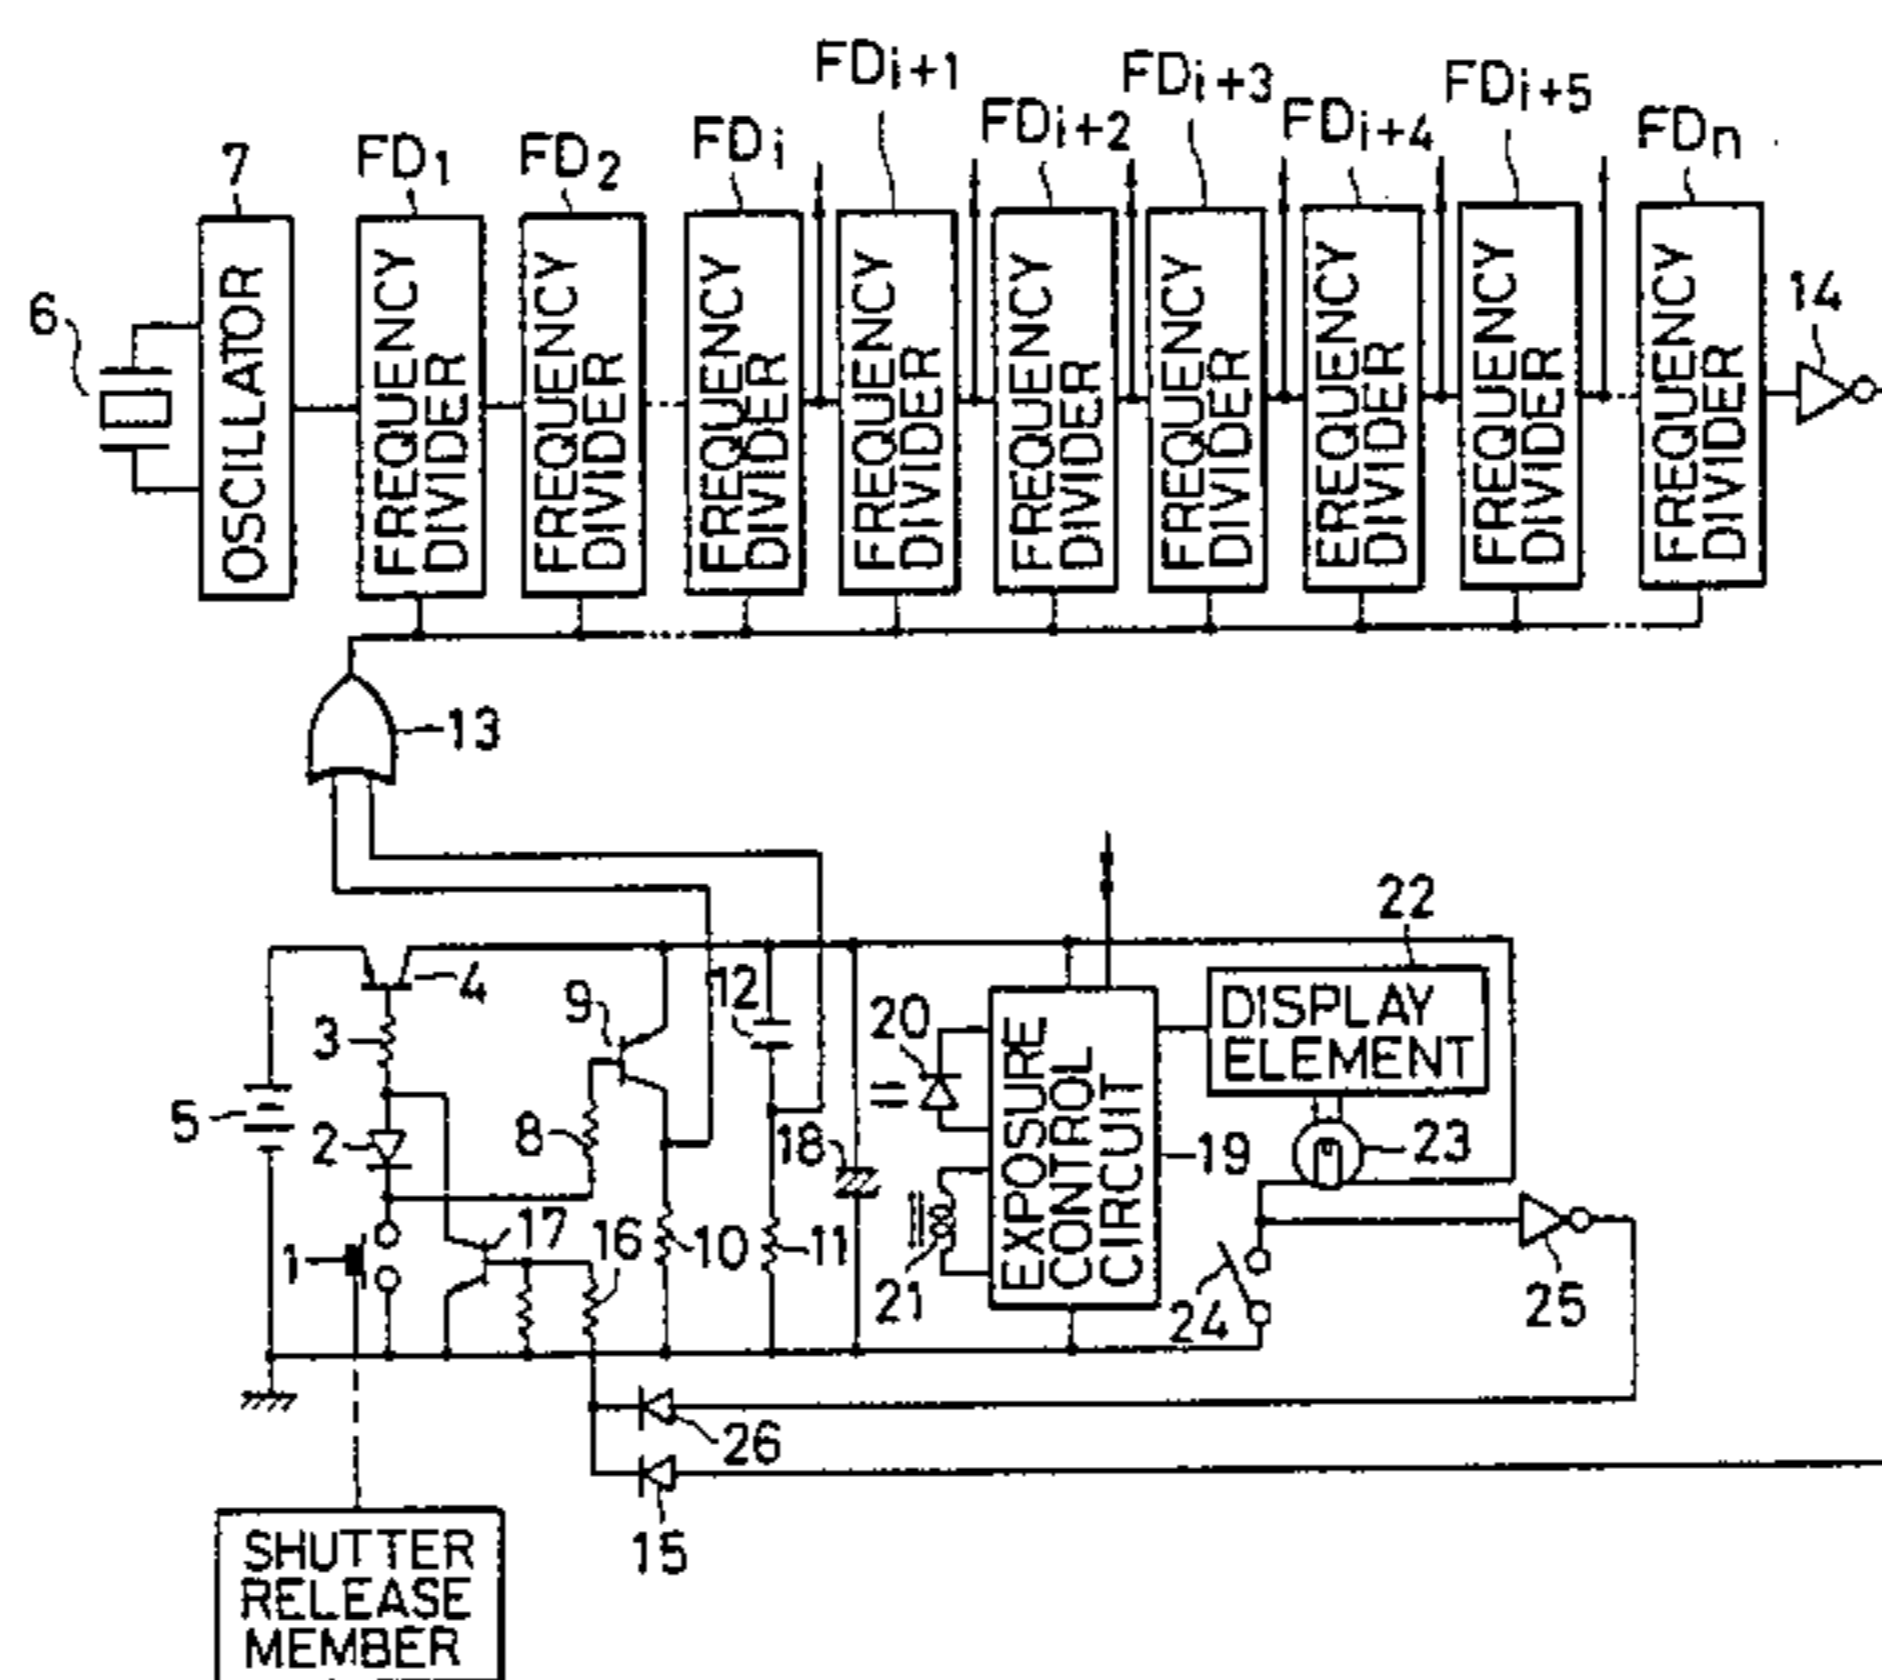 FDi+1
FDi+3
FDi+5
FDi+2
FDi+4
FDn
FDi
FD1
FD2
7
6
14
OSCILLATOR
FREQUENCY
DIVIDER
FREQUENCY
DIVIDER
FREQUENCY
DIVIDER
FREQUENCY
DIVIDER
FREQUENCY
DIVIDER
FREQUENCY
DIVIDER
EREQUENCY
DIVIDER
FREQUENCY
DIVIDER
FREQUENCY
DIVIDER
13
22
4
12
9
20
DISPLAY
ELEMENT
3
5
2
8
18
EXPOSURE
CONTROL
CIRCUIT
19
23
17
16
1
10
11
21
24
25
26
15
SHUTTER
RELEASE
MEMBER